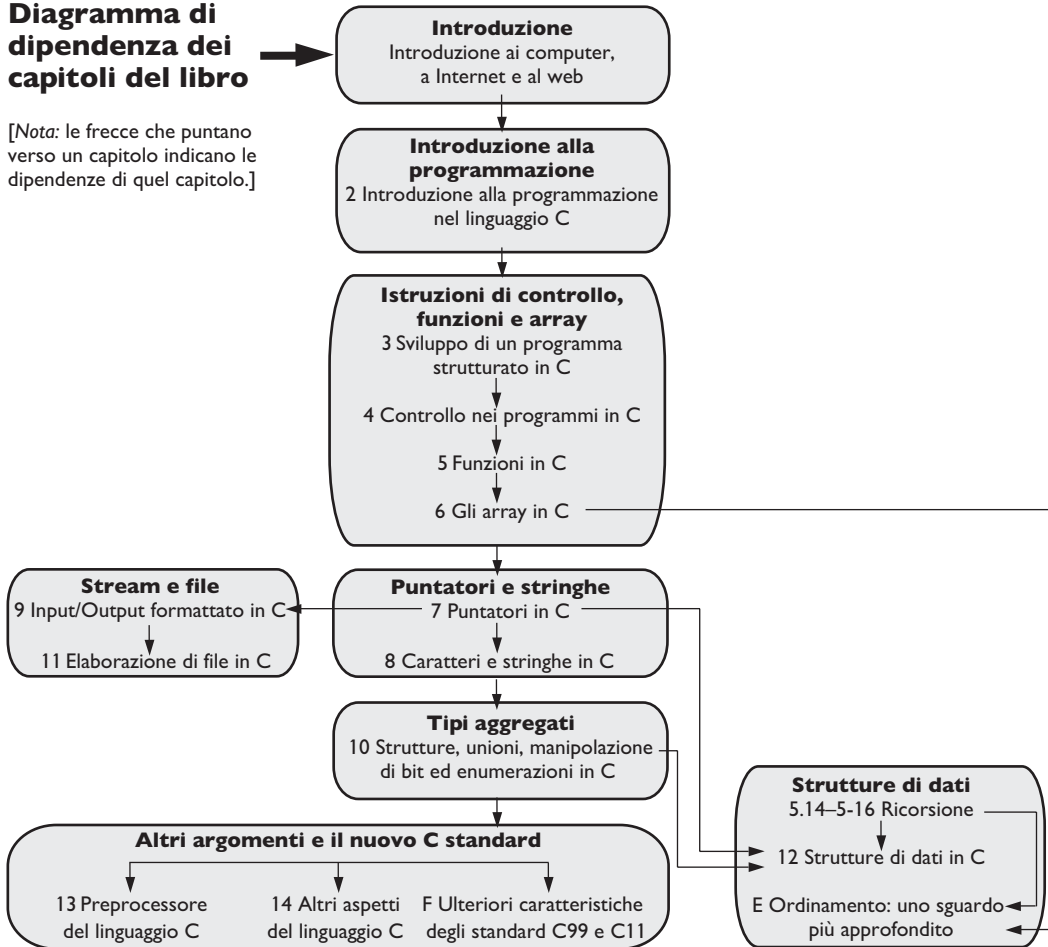 Diagramma di
dipendenza dei
capitoli del libro
[Nota: le frecce che puntano
verso un capitolo indicano le
dipendenze di quel capitolo.]
Introduzione
Introduzione ai computer,
a Internet e al web
Introduzione alla
programmazione
2 Introduzione alla programmazione
nel linguaggio C
Istruzioni di controllo,
funzioni e array
3 Sviluppo di un programma
strutturato in C
4 Controllo nei programmi in C
5 Funzioni in C
6 Gli array in C
Stream e file
9 Input/Output formattato in C
11 Elaborazione di file in C
Puntatori e stringhe
7 Puntatori in C
8 Caratteri e stringhe in C
Tipi aggregati
10 Strutture, unioni, manipolazione
di bit ed enumerazioni in C
Strutture di dati
5.14–5-16 Ricorsione
12 Strutture di dati in C
E Ordinamento: uno sguardo
più approfondito
Altri argomenti e il nuovo C standard
13 Preprocessore
del linguaggio C
14 Altri aspetti
del linguaggio C
F Ulteriori caratteristiche
degli standard C99 e C11